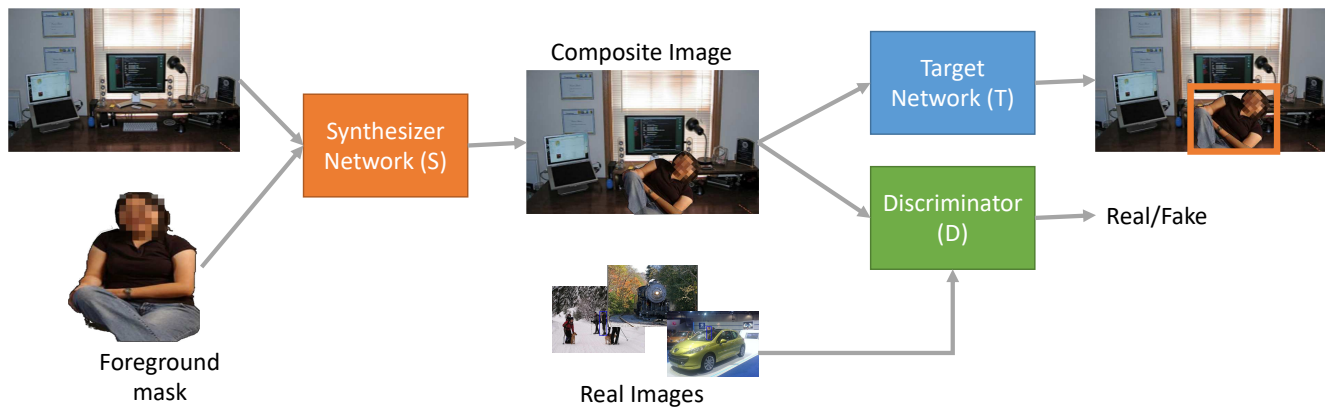 Composite Image
Synthesizer
Network (S)
Target
Network (T)
Discriminator
(D)
Real/Fake
Foreground
mask
Real Images